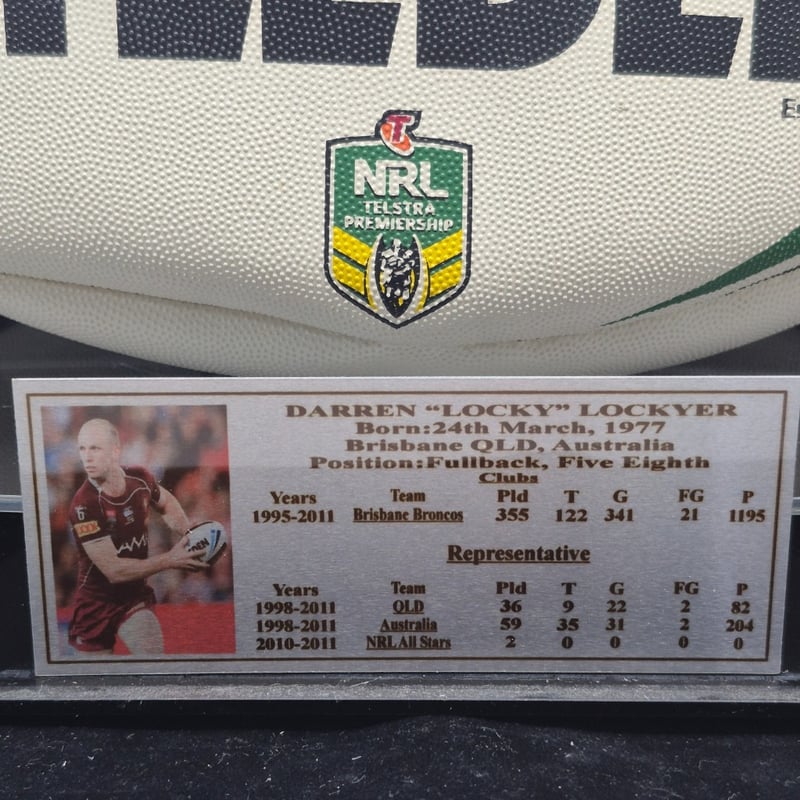 T
NRL
TELSTRA
PREMIERSHIP
DARREN “LOCKY” LOCKYER
Born:24th March, 1977
Brisbane QLD, Australia
Position:Fullback, Five Eighth
Clubs
Years Team Pld T G FG P
1995-2011 Brisbane Broncos 355 122 341 21 1195
Representative
Years Team Pld T G FG P
1998-2011 QLD 36 9 22 2 82
1998-2011 Australia 59 35 31 2 204
2010-2011 NRL All Stars 2 0 0 0 0